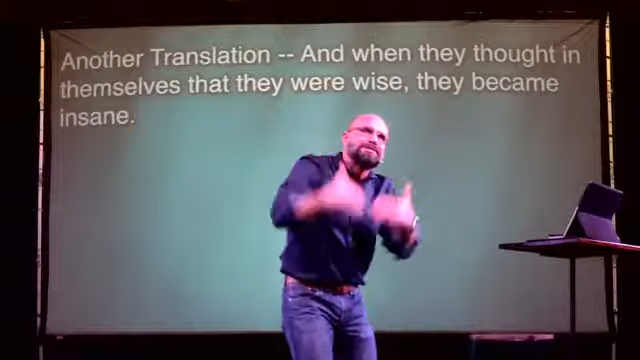 Another Translation -- And when they thought in
themselves that they were wise, they became
insane.